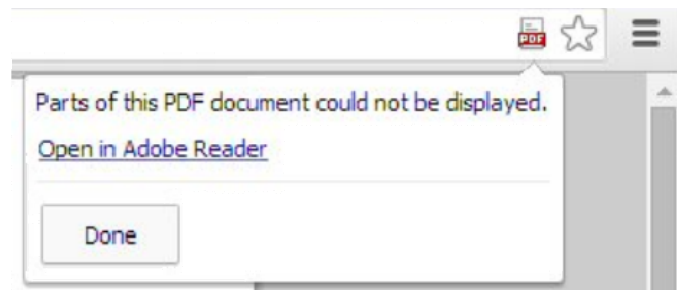 PDF
Parts of this PDF document could not be displayed.
Open in Adobe Reader
Done